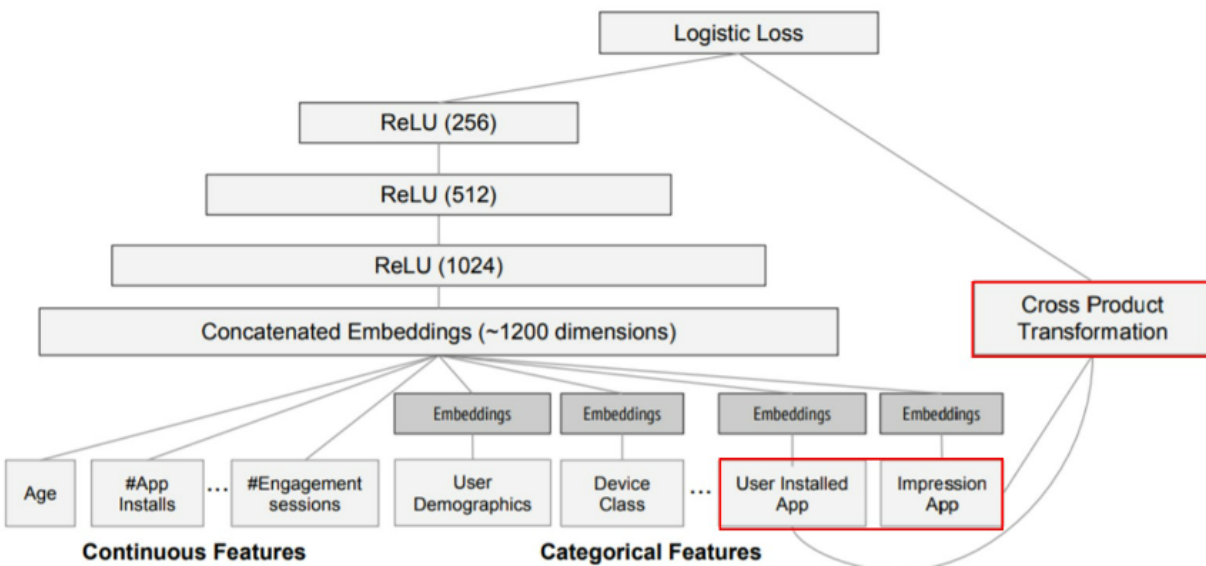 Logistic Loss
ReLU (256)
ReLU (512)
ReLU (1024)
Cross Product
Transformation
Concatenated Embeddings (~1200 dimensions)
Embeddings
Embeddings
Embeddings
Embeddings
Age
#App
Installs
...
#Engagement
sessions
User
Demographics
Device
Class
...
User Installed
App
Impression
App
Continuous Features
Categorical Features